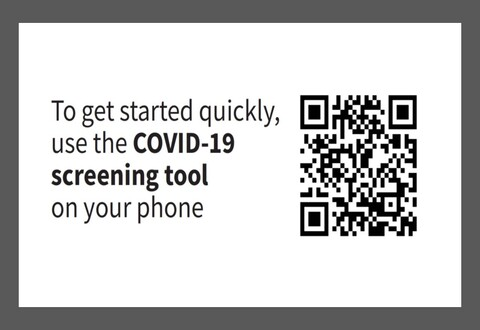 To get started quickly,
use the COVID-19
screening tool
on your phone